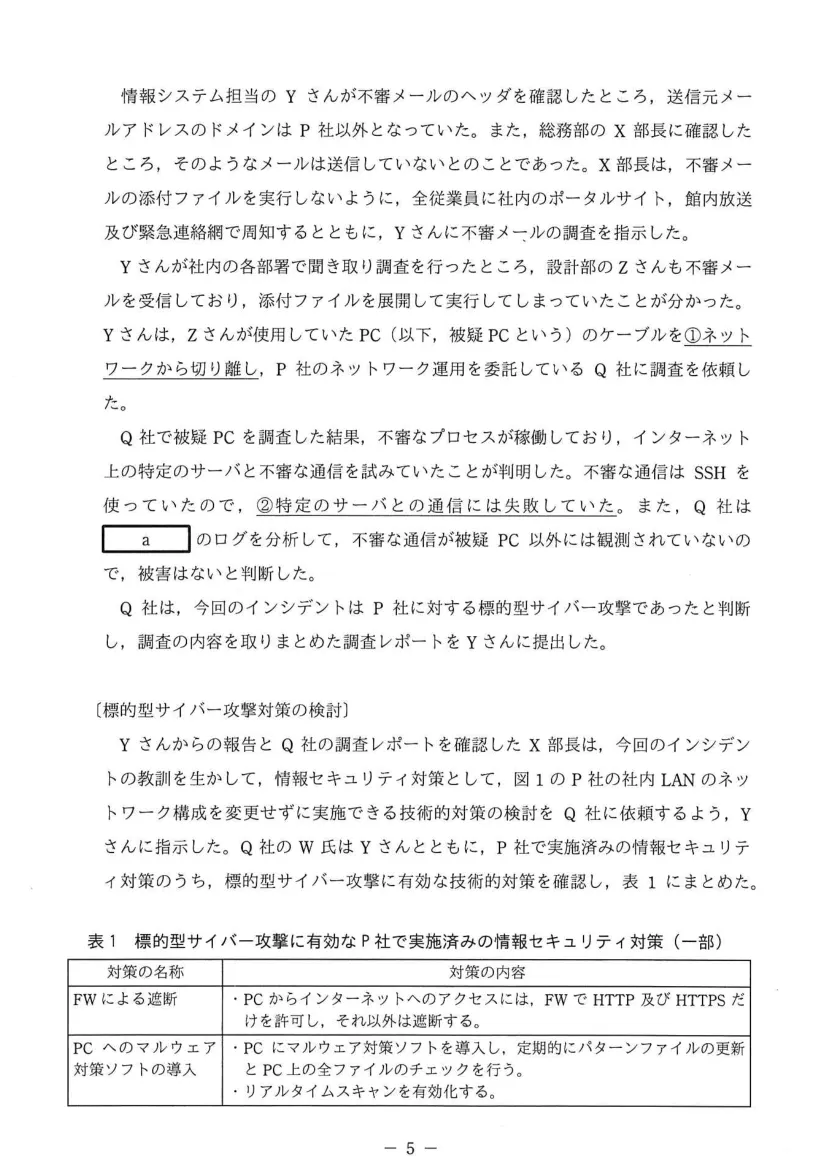 情報システム担当の Y さんが不審メールのヘッダを確認したところ，送信元メー
ルアドレスのドメインは P 社以外となっていた。また，総務部の X 部長に確認した
ところ，そのようなメールは送信していないとのことであった。X 部長は，不審メー
ルの添付ファイルを実行しないように，全従業員に社内のポータルサイト，館内放送
及び緊急連絡網で周知するとともに，Y さんに不審メールの調査を指示した。
Y さんが社内の各部署で聞き取り調査を行ったところ，設計部の Z さんも不審メー
ルを受信しており，添付ファイルを展開して実行してしまっていたことが分かった。
Y さんは，Z さんが使用していた PC（以下，被疑 PC という）のケーブルを①ネット
ワークから切り離し，P 社のネットワーク運用を委託している Q 社に調査を依頼し
た。
Q 社で被疑 PC を調査した結果，不審なプロセスが稼働しており，インターネット
上の特定のサーバと不審な通信を試みていたことが判明した。不審な通信は SSH を
使っていたので，②特定のサーバとの通信には失敗していた。また，Q 社は
a のログを分析して，不審な通信が被疑 PC 以外には観測されていないの
で，被害はないと判断した。
Q 社は，今回のインシデントは P 社に対する標的型サイバー攻撃であったと判断
し，調査の内容を取りまとめた調査レポートを Y さんに提出した。
〔標的型サイバー攻撃対策の検討〕
Y さんからの報告と Q 社の調査レポートを確認した X 部長は，今回のインシデン
トの教訓を生かして，情報セキュリティ対策として，図 1 の P 社の社内 LAN のネッ
トワーク構成を変更せずに実施できる技術的対策の検討を Q 社に依頼するよう，Y
さんに指示した。Q 社の W 氏は Y さんとともに，P 社で実施済みの情報セキュリテ
ィ対策のうち，標的型サイバー攻撃に有効な技術的対策を確認し，表 1 にまとめた。
表 1 標的型サイバー攻撃に有効な P 社で実施済みの情報セキュリティ対策（一部）
対策の名称 対策の内容
FW による遮断 ・PC からインターネットへのアクセスには，FW で HTTP 及び HTTPS だ
けを許可し，それ以外は遮断する。
PC へのマルウェア ・PC にマルウェア対策ソフトを導入し，定期的にパターンファイルの更新
対策ソフトの導入 と PC 上の全ファイルのチェックを行う。
・リアルタイムスキャンを有効化する。
－ 5 －